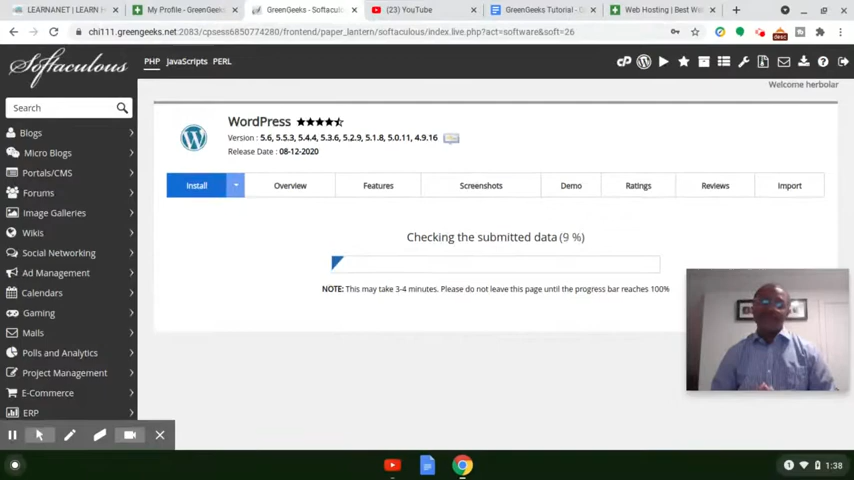 LEARNANET | LEARN H
My Profile - GreenGeeks
GreenGeeks - Softaculous
(23) YouTube
GreenGeeks Tutorial - G
Web Hosting | Best We
chi111.greengeeks.net:2083/cpsess6850774280/frontend/paper_lantern/softaculous/index.live.php?act=software&soft=26
Softaculous
PHP JavaScripts PERL
Welcome herbolar
Search
Blogs
Micro Blogs
Portals/CMS
Forums
Image Galleries
Wikis
Social Networking
Ad Management
Calendars
Gaming
Mails
Polls and Analytics
Project Management
E-Commerce
ERP
WordPress
Version : 5.6, 5.5.3, 5.4.4, 5.3.6, 5.2.9, 5.1.8, 5.0.11, 4.9.16
Release Date : 08-12-2020
Install Overview Features Screenshots Demo Ratings Reviews Import
Checking the submitted data (9 %)
NOTE: This may take 3-4 minutes. Please do not leave this page until the progress bar reaches 100%
1 1:38